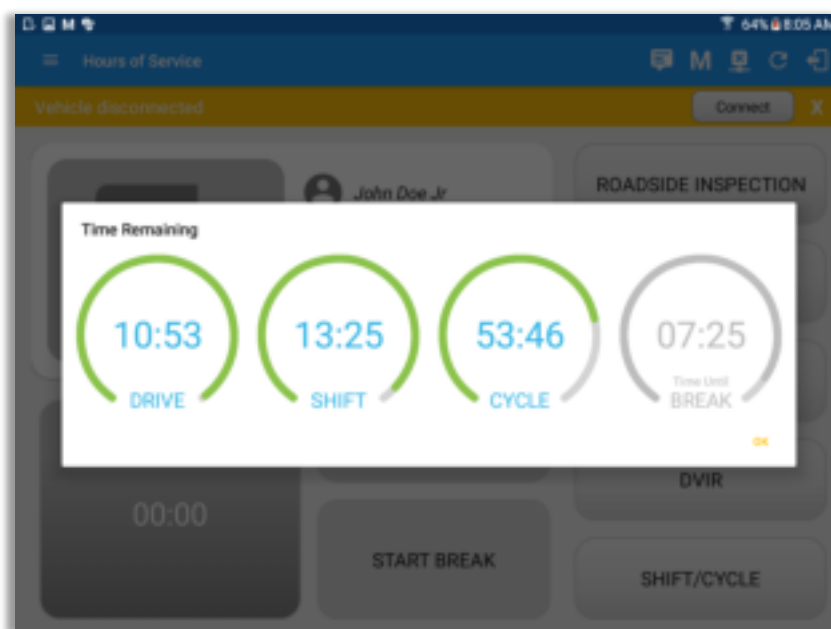 M 64% 8:05 AM
Hours of Service M
Vehicle disconnected Connect X
John Doe Jr
ROADSIDE INSPECTION
Time Remaining
10:53 13:25 53:46 07:25
Time Until
DRIVE SHIFT CYCLE BREAK
OK
DVIR
00:00
START BREAK
SHIFT/CYCLE